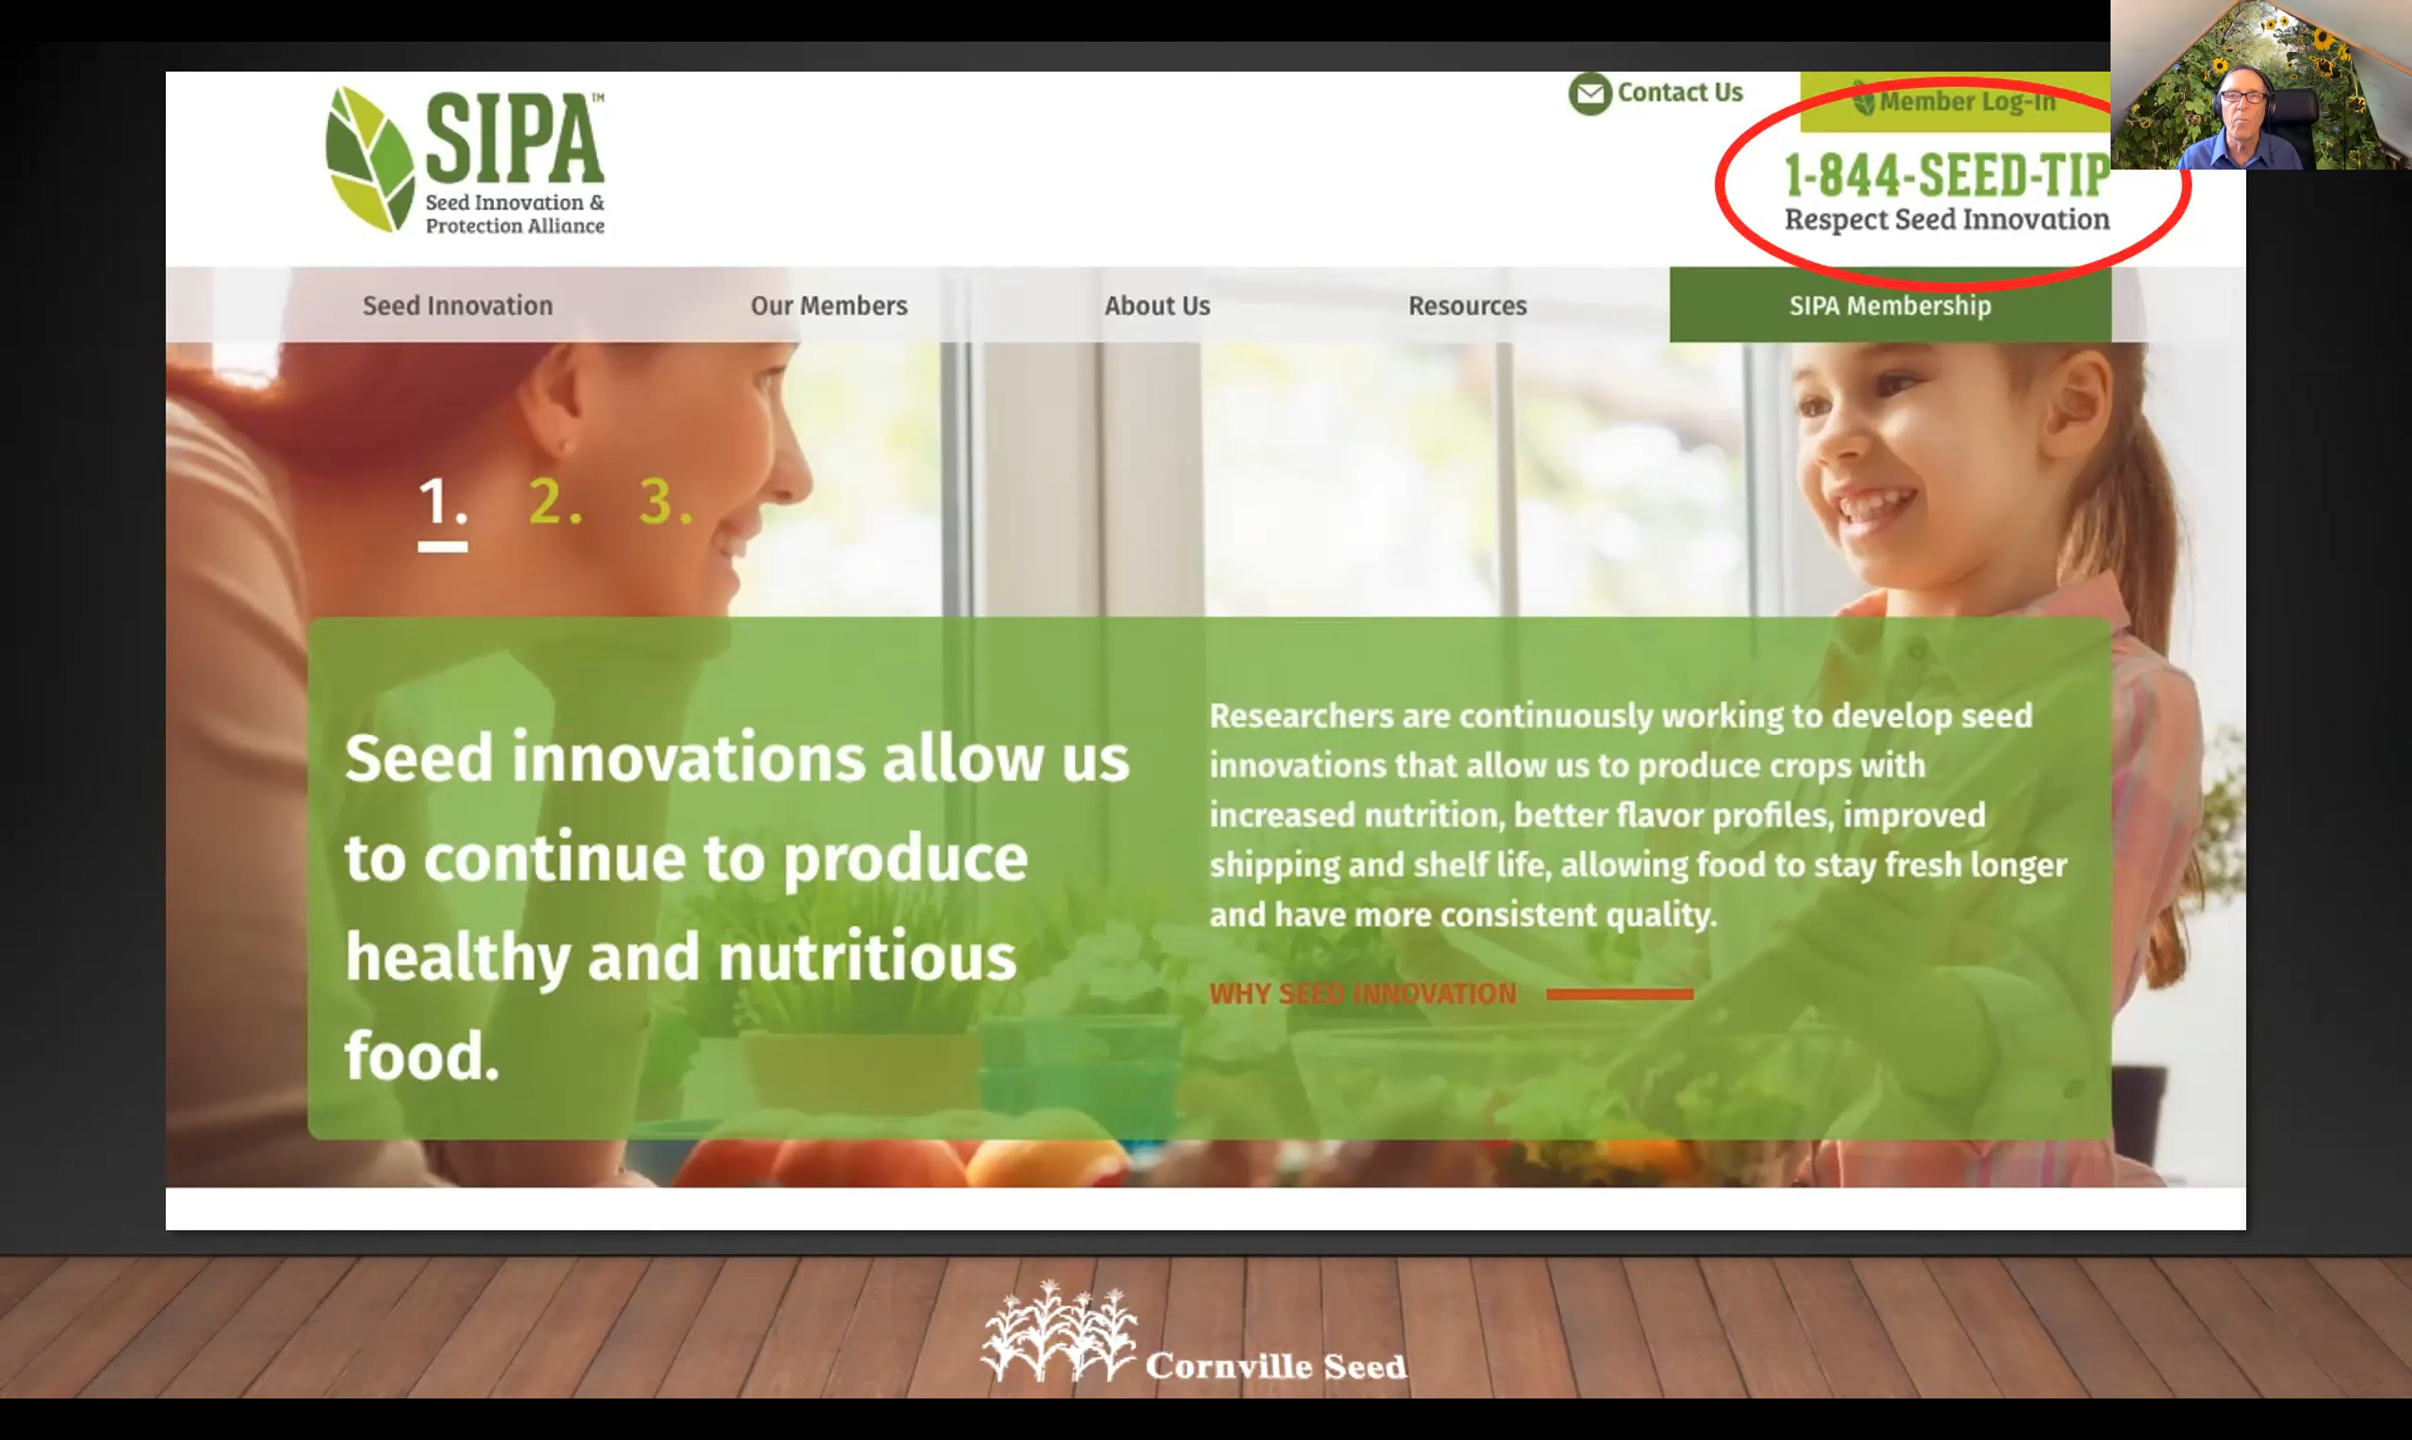 SIPA™
Seed Innovation &
Protection Alliance
Contact Us
Member Log-In
1-844-SEED-TIP
Respect Seed Innovation
Seed Innovation
Our Members
About Us
Resources
SIPA Membership
1. 2. 3.
Seed innovations allow us
to continue to produce
healthy and nutritious
food.
Researchers are continuously working to develop seed
innovations that allow us to produce crops with
increased nutrition, better flavor profiles, improved
shipping and shelf life, allowing food to stay fresh longer
and have more consistent quality.
WHY SEED INNOVATION
Cornville Seed